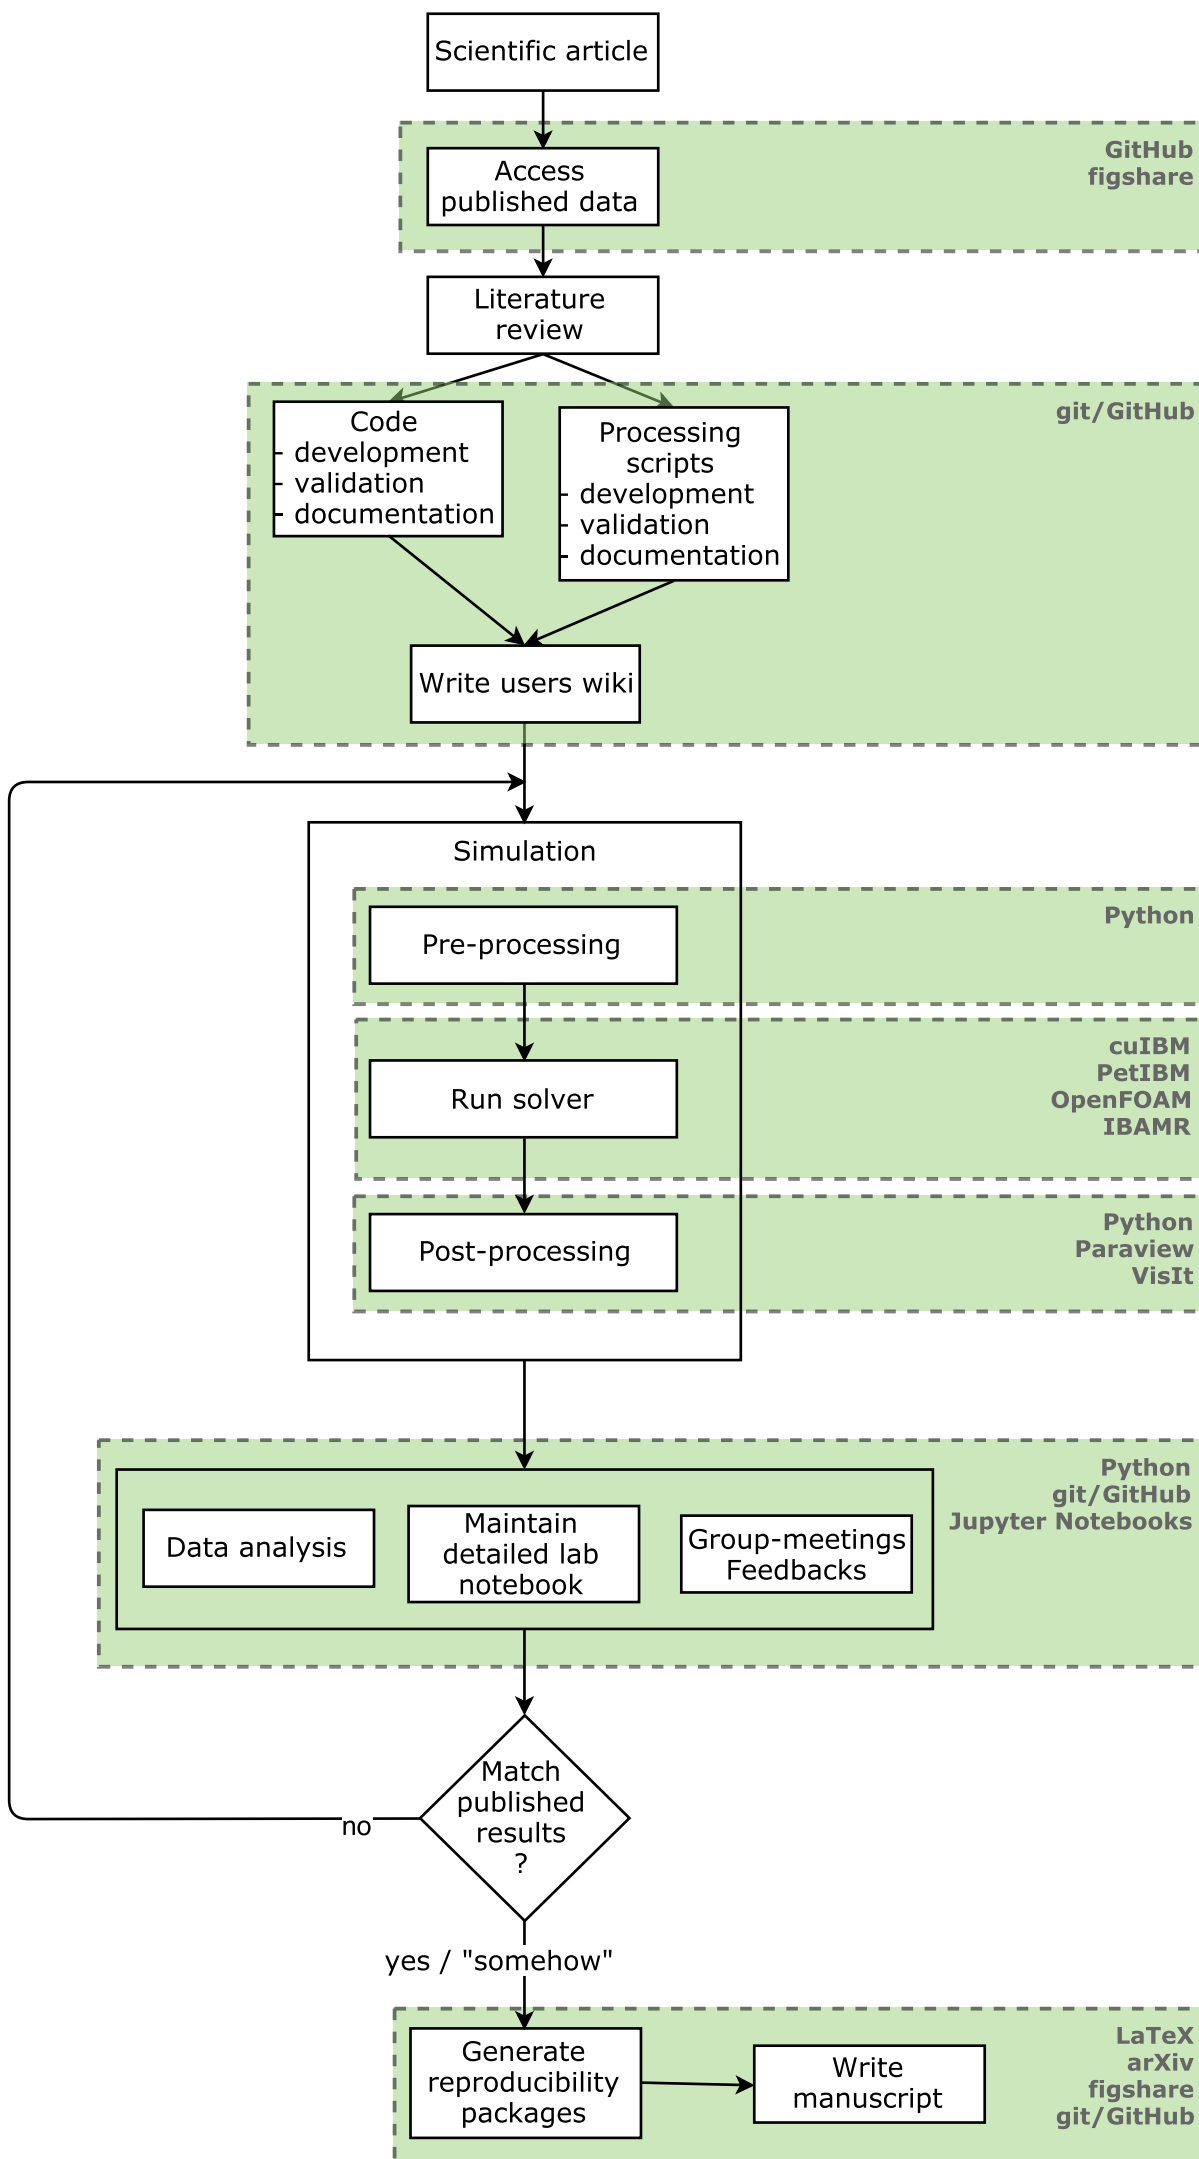 Scientific article
GitHub
figshare
Access
published data
Literature
review
git/GitHub
Code
- development
- validation
- documentation
Processing
scripts
- development
- validation
- documentation
Write users wiki
Simulation
Python
Pre-processing
cuIBM
PetIBM
OpenFOAM
IBAMR
Run solver
Python
Paraview
VisIt
Post-processing
Python
git/GitHub
Jupyter Notebooks
Data analysis
Maintain
detailed lab
notebook
Group-meetings
Feedbacks
Match
published
results
?
no
yes / "somehow"
LaTeX
arXiv
figshare
git/GitHub
Generate
reproducibility
packages
Write
manuscript